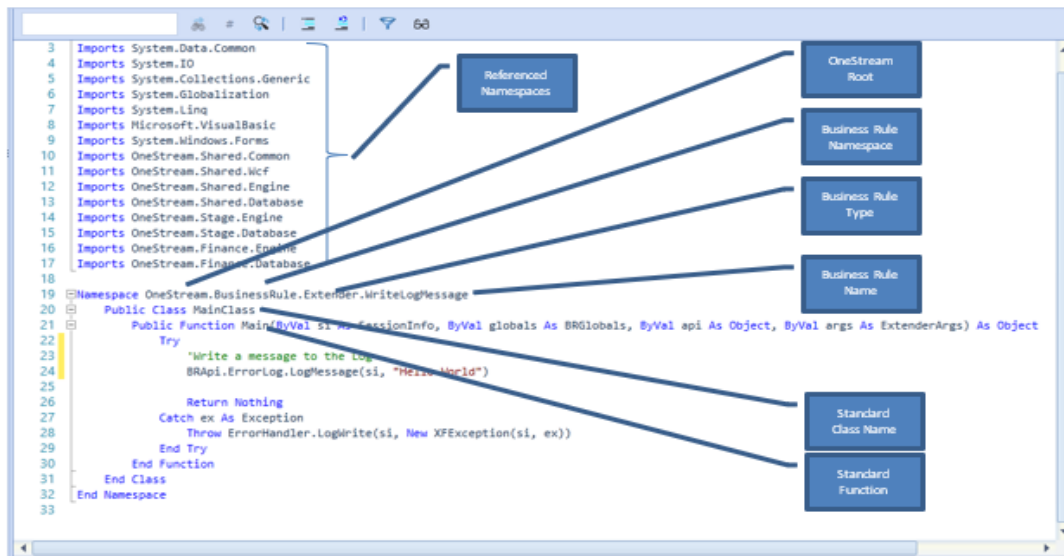 3 Imports System.Data.Common
4 Imports System.IO
5 Imports System.Collections.Generic
6 Imports System.Globalization
7 Imports System.Linq
8 Imports Microsoft.VisualBasic
9 Imports System.Windows.Forms
10 Imports OneStream.Shared.Common
11 Imports OneStream.Shared.Wcf
12 Imports OneStream.Shared.Engine
13 Imports OneStream.Shared.Database
14 Imports OneStream.Stage.Engine
15 Imports OneStream.Stage.Database
16 Imports OneStream.Finance.Engine
17 Imports OneStream.Finance.Database
18
19 Namespace OneStream.BusinessRule.Extender.WriteLogMessage
20 Public Class MainClass
21 Public Function Main(ByVal si As SessionInfo, ByVal globals As BRGlobals, ByVal api As Object, ByVal args As ExtenderArgs) As Object
22 Try
23 'Write a message to the Log
24 BRApi.ErrorLog.LogMessage(si, "Hello World")
25
26 Return Nothing
27 Catch ex As Exception
28 Throw ErrorHandler.LogWrite(si, New XFException(si, ex))
29 End Try
30 End Function
31 End Class
32 End Namespace
33
Referenced
Namespaces
OneStream
Root
Business Rule
Namespace
Business Rule
Type
Business Rule
Name
Standard
Class Name
Standard
Function